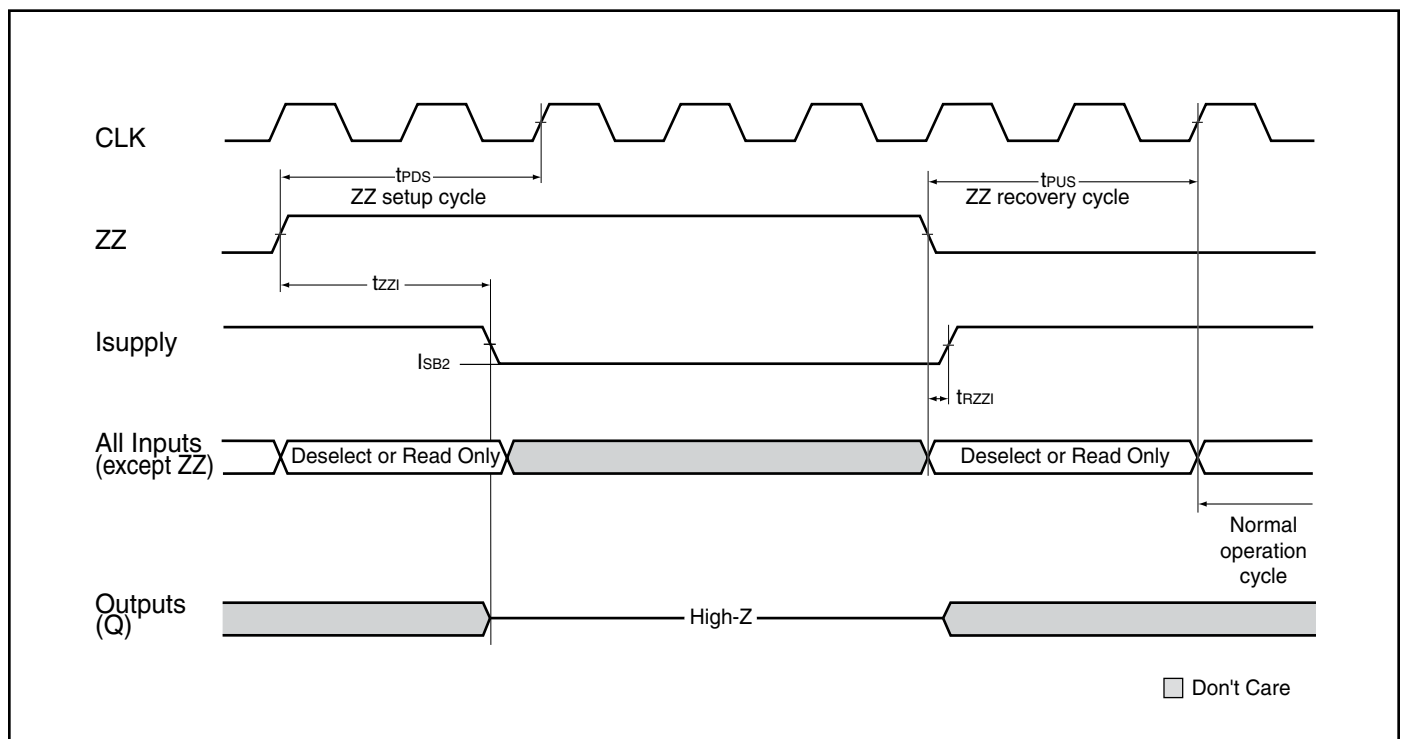 CLK
tPDS
ZZ setup cycle
tPUS
ZZ recovery cycle
ZZ
tZZI
Isupply
ISB2
tRZZI
All Inputs
(except ZZ)
Deselect or Read Only
Deselect or Read Only
Normal
operation
cycle
Outputs
(Q)
High-Z
Don't Care